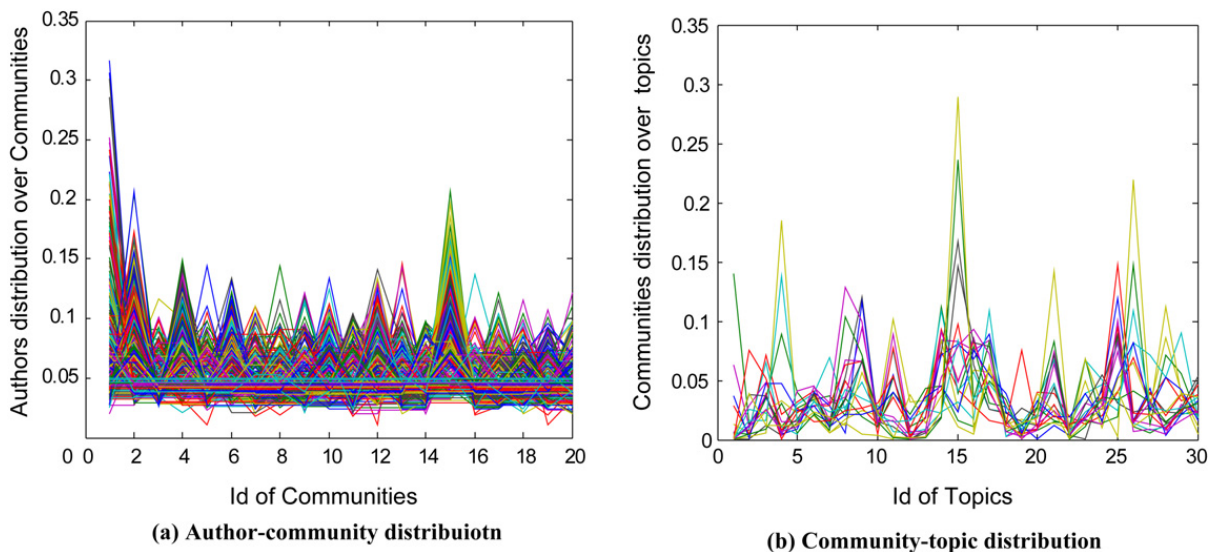 0.35
0.3
0.25
0.2
0.15
0.1
0.05
0
0 2 4 6 8 10 12 14 16 18 20
Authors distribution over Communities
Id of Communities
(a) Author-community distribuiotn
0.35
0.3
0.25
0.2
0.15
0.1
0.05
0
0 5 10 15 20 25 30
Communities distribution over topics
Id of Topics
(b) Community-topic distribution